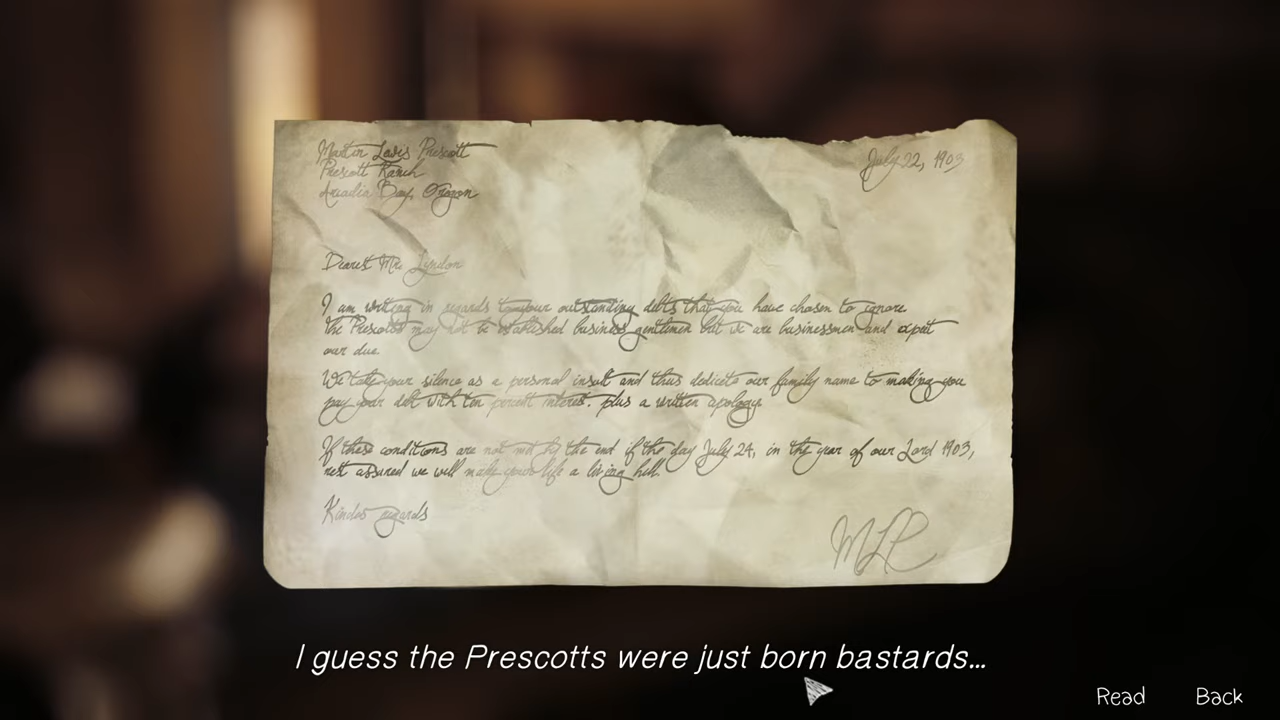 Martin Lewis Prescott
Prescott Ranch
Arcadia Bay, Oregon
July 22, 1903
Dearest Mr. Lyndon
I am writing in regards to your outstanding debts that you have chosen to ignore.
The Prescotts may not be established business gentlemen but we are businessmen and expect
our due.
We take your silence as a personal insult and thus dedicate our family name to making you
pay your debt with ten percent interest, plus a written apology.
If these conditions are not met by the end if the day July 24, in the year of our Lord 1903,
rest assured we will make your life a living hell.
Kindes regards
MLP
I guess the Prescotts were just born bastards...
Read
Back